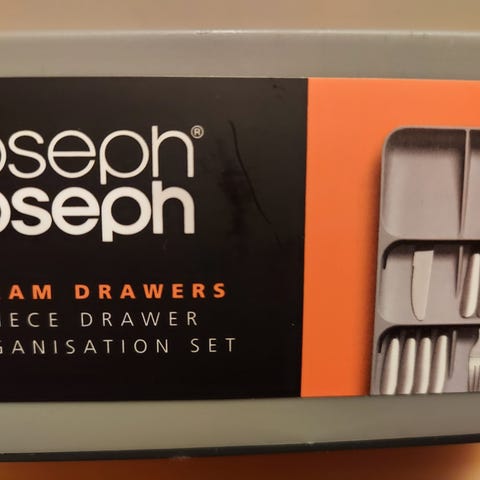 oseph®
oseph
AM DRAWERS
IECE DRAWER
GANISATION SET